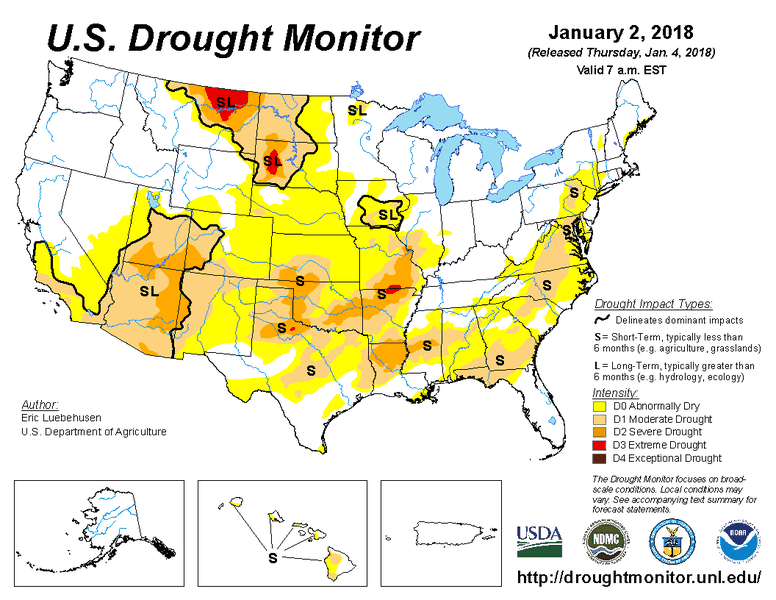 U.S. Drought Monitor
January 2, 2018
(Released Thursday, Jan. 4, 2018)
Valid 7 a.m. EST
SL
SL
SL
SL
SL
S
S
S
S
S
S
S
S
S
Drought Impact Types:
Delineates dominant impacts
S = Short-Term, typically less than
6 months (e.g. agriculture, grasslands)
L = Long-Term, typically greater than
6 months (e.g. hydrology, ecology)
Intensity:
D0 Abnormally Dry
D1 Moderate Drought
D2 Severe Drought
D3 Extreme Drought
D4 Exceptional Drought
Author:
Eric Luebehusen
U.S. Department of Agriculture
The Drought Monitor focuses on broad-
scale conditions. Local conditions may
vary. See accompanying text summary for
forecast statements.
S
USDA
NDMC
NOAA
http://droughtmonitor.unl.edu/